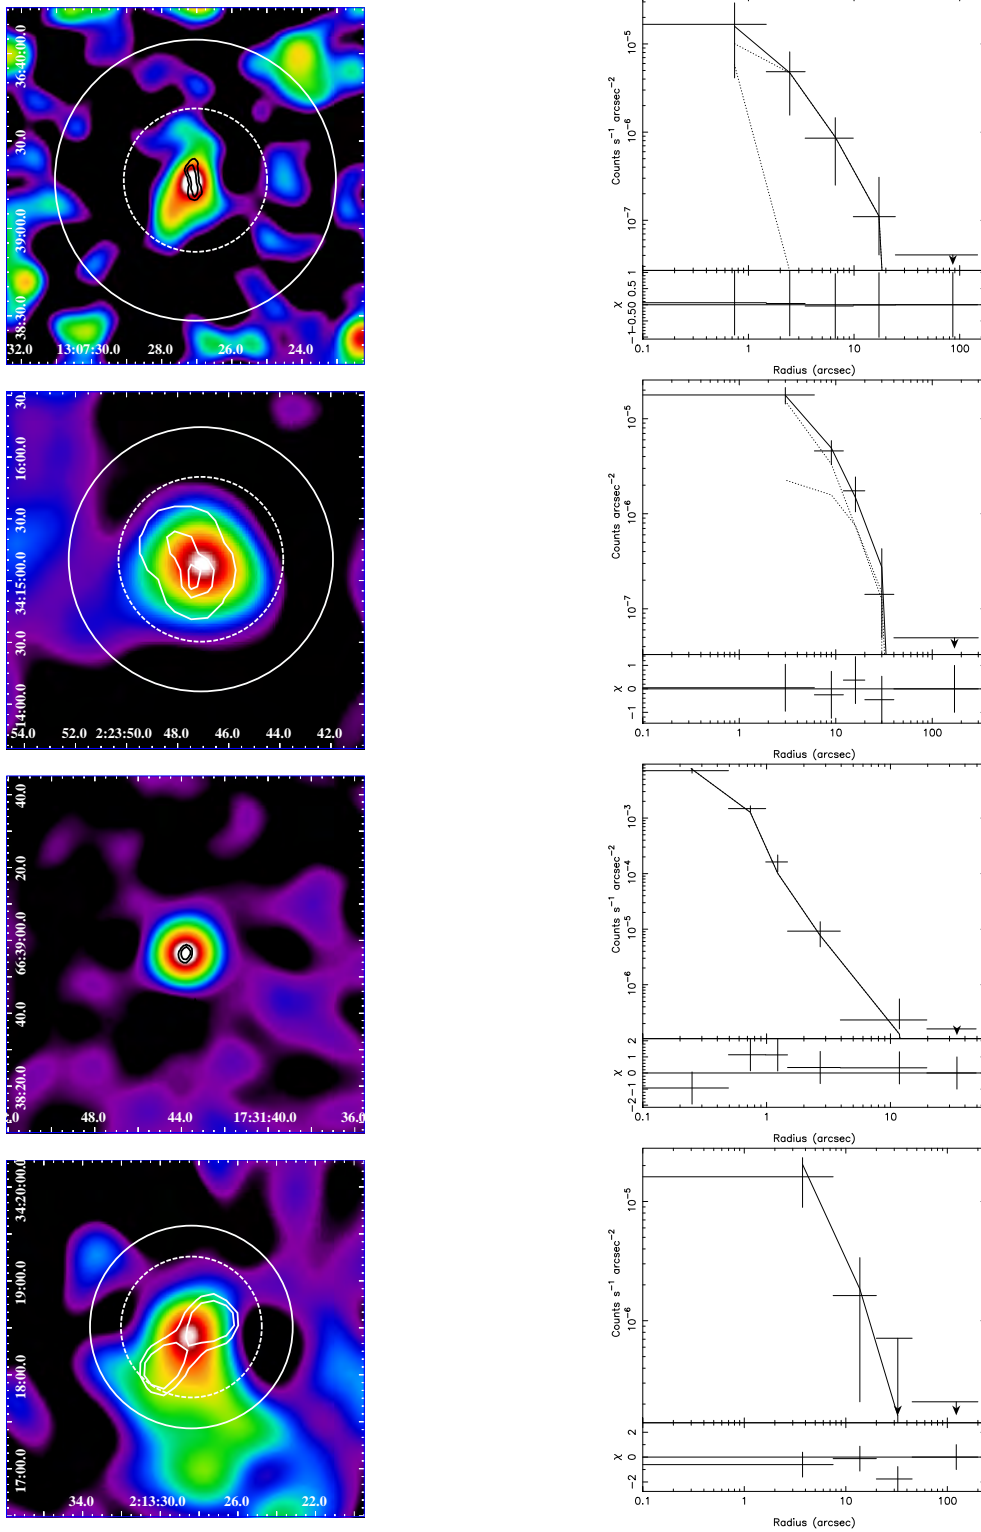 36:40:00.0
30.0
39:00.0
38:30.0
32.0 13:07:30.0 28.0 26.0 24.0
Counts s⁻¹ arcsec⁻²
10⁻⁵
10⁻⁶
10⁻⁷
χ
−1 −0.5 0 0.5 1
0.1 1 10 100
Radius (arcsec)
30.
16:00.0
30.0
34:15:00.0
30.0
14:00.0
54.0 52.0 2:23:50.0 48.0 46.0 44.0 42.0
Counts arcsec⁻²
10⁻⁵
10⁻⁶
10⁻⁷
χ
−1 0 1
0.1 1 10 100
Radius (arcsec)
40.0
20.0
66:39:00.0
40.0
38:20.0
.0 48.0 44.0 17:31:40.0 36.0
Counts s⁻¹ arcsec⁻²
10⁻³
10⁻⁴
10⁻⁵
10⁻⁶
χ
−2 −1 0 1 2
0.1 1 10
Radius (arcsec)
34:20:00.0
19:00.0
18:00.0
17:00.0
34.0 2:13:30.0 26.0 22.0
Counts s⁻¹ arcsec⁻²
10⁻⁵
10⁻⁶
χ
−2 0 2
0.1 1 10 100
Radius (arcsec)